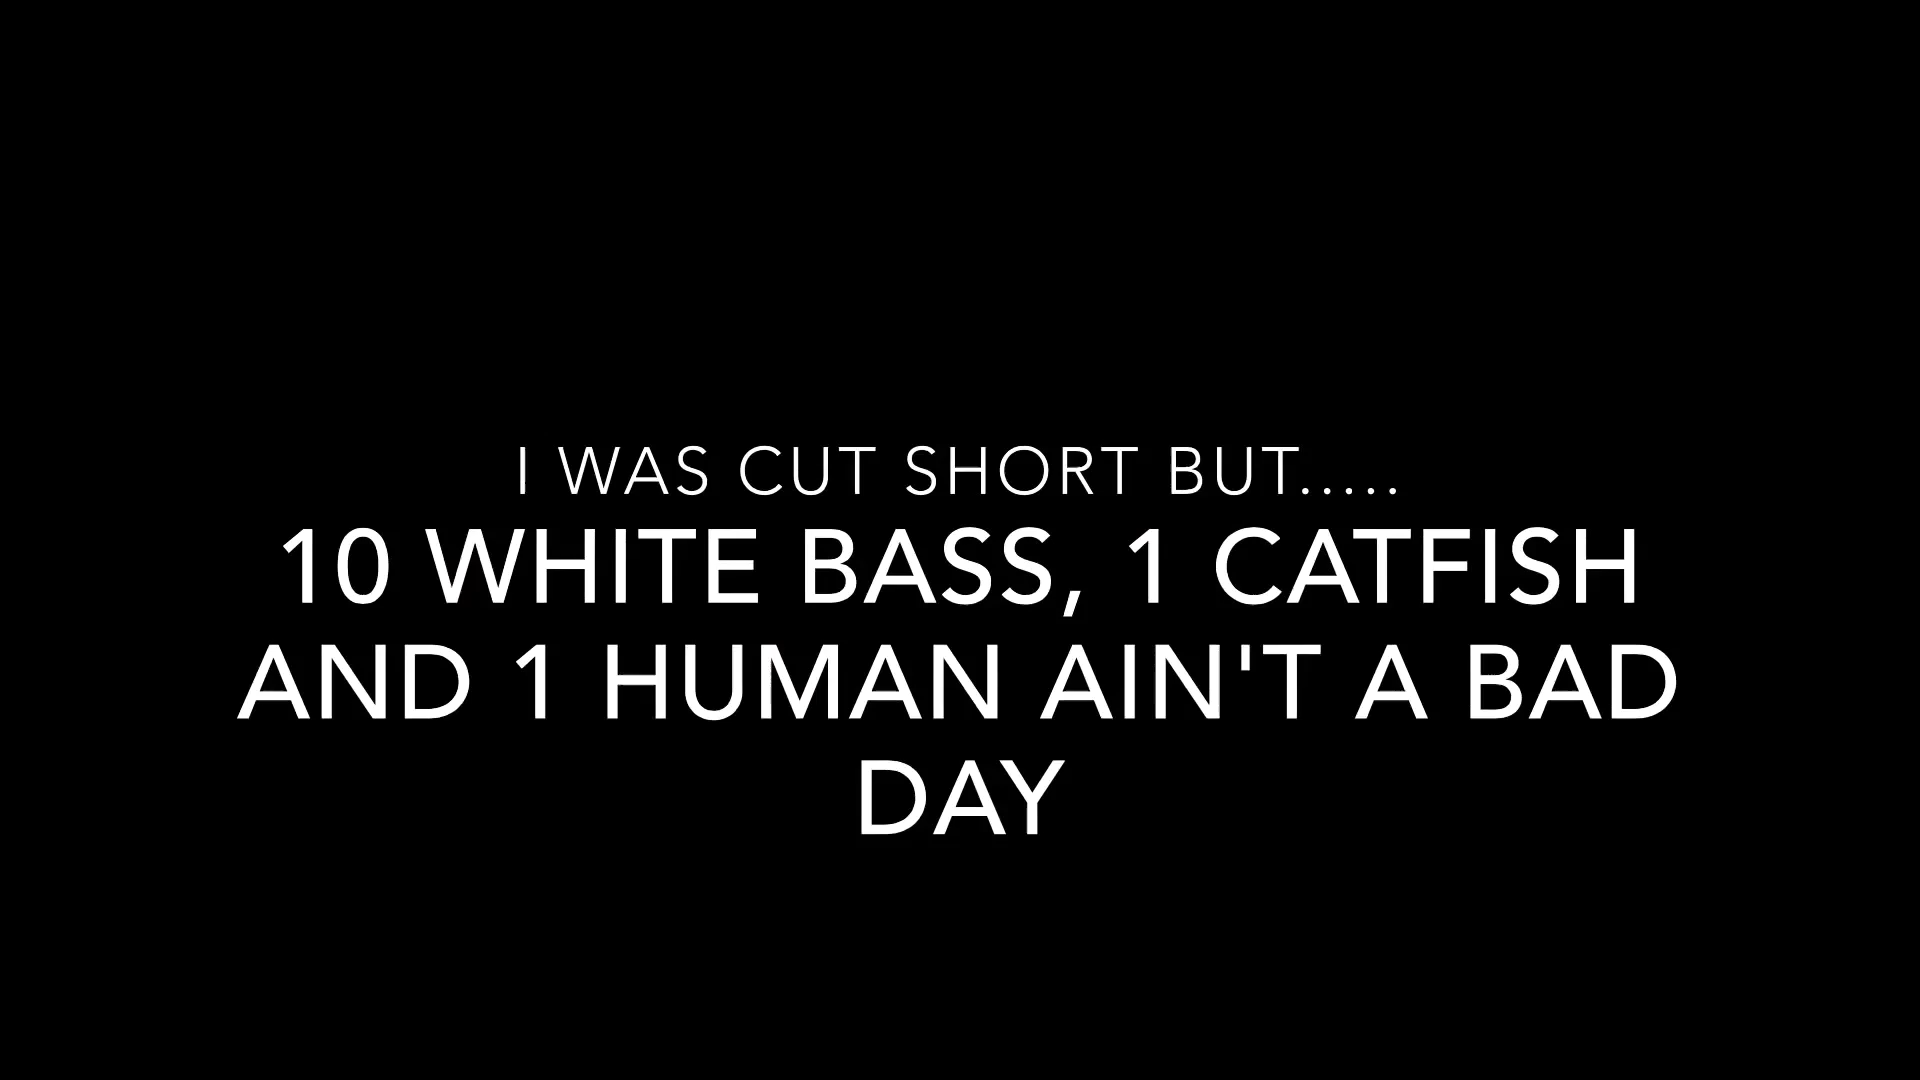 I WAS CUT SHORT BUT.....
10 WHITE BASS, 1 CATFISH
AND 1 HUMAN AIN'T A BAD
DAY